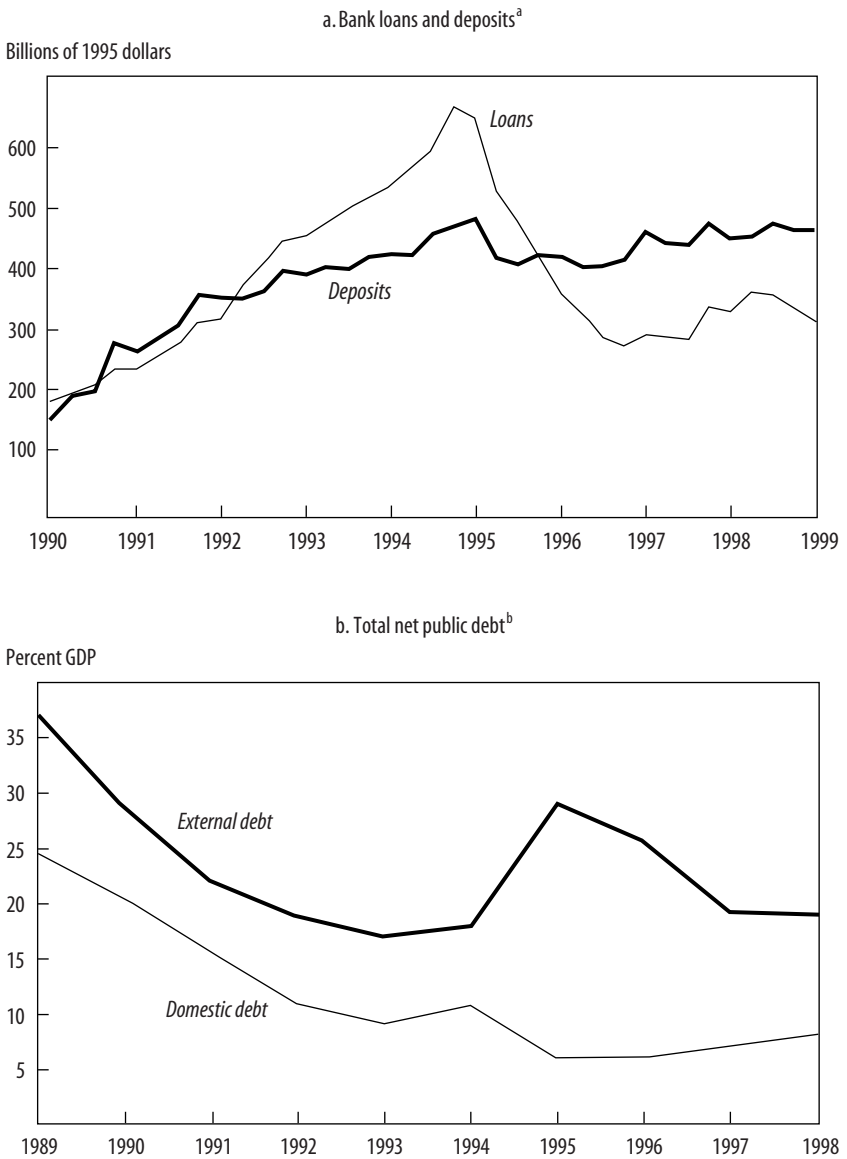 a. Bank loans and deposits^a
Billions of 1995 dollars
Loans
600
500
400
Deposits
300
200
100
1990 1991 1992 1993 1994 1995 1996 1997 1998 1999
b. Total net public debt^b
Percent GDP
35
30
External debt
25
20
15
Domestic debt
10
5
1989 1990 1991 1992 1993 1994 1995 1996 1997 1998